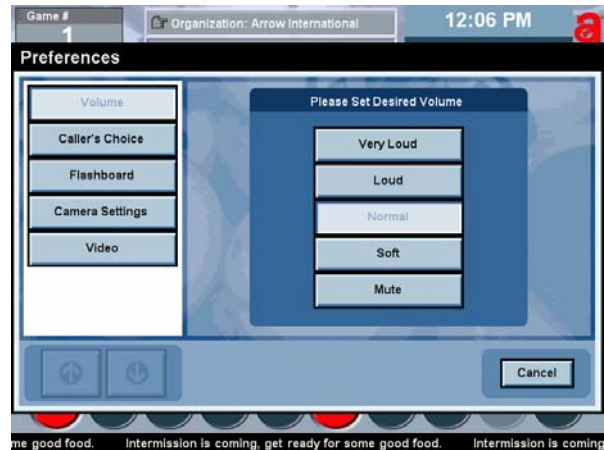 Game #
1
Organization: Arrow International
12:06 PM
a
Preferences
Volume
Caller's Choice
Flashboard
Camera Settings
Video
Please Set Desired Volume
Very Loud
Loud
Normal
Soft
Mute
Cancel
me good food. Intermission is coming, get ready for some good food. Intermission is coming